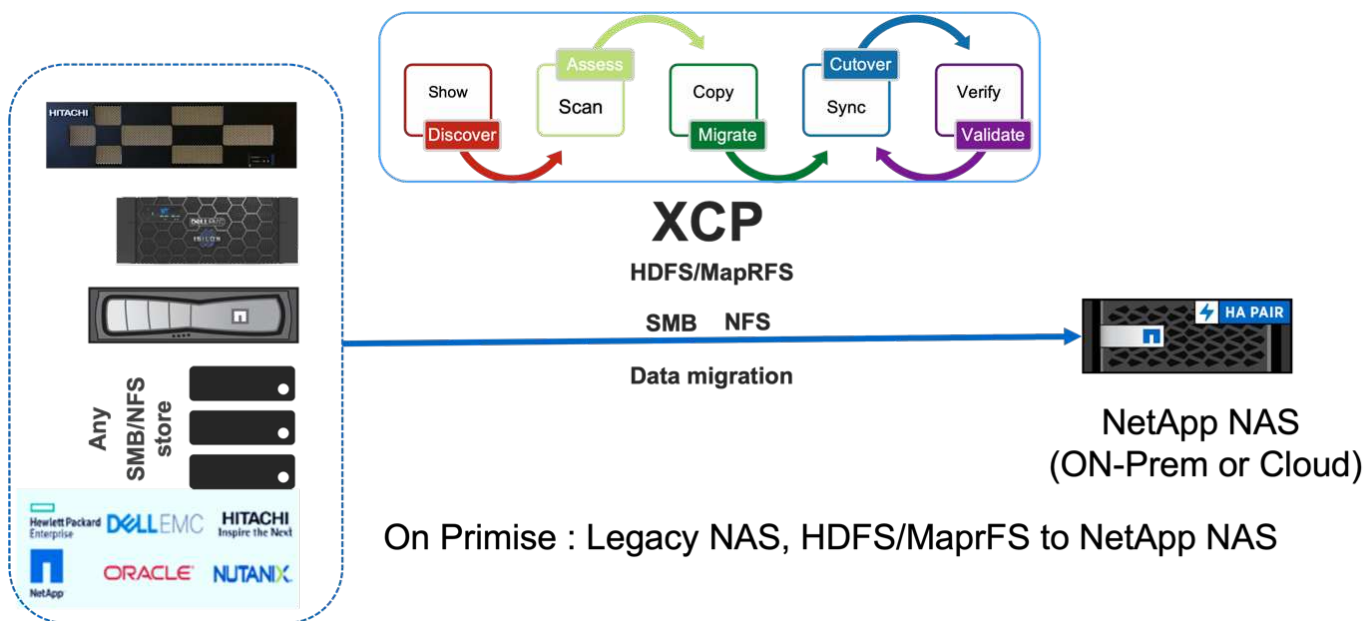 Show
Discover
Assess
Scan
Copy
Migrate
Cutover
Sync
Verify
Validate
HITACHI
DELLEMC
ISILON
Any
SMB/NFS
store
Hewlett Packard
Enterprise
DELLEMC
HITACHI
Inspire the Next
NetApp
ORACLE
NUTANIX
XCP
HDFS/MapRFS
SMB NFS
Data migration
HA PAIR
NetApp NAS
(ON-Prem or Cloud)
On Primise : Legacy NAS, HDFS/MaprFS to NetApp NAS